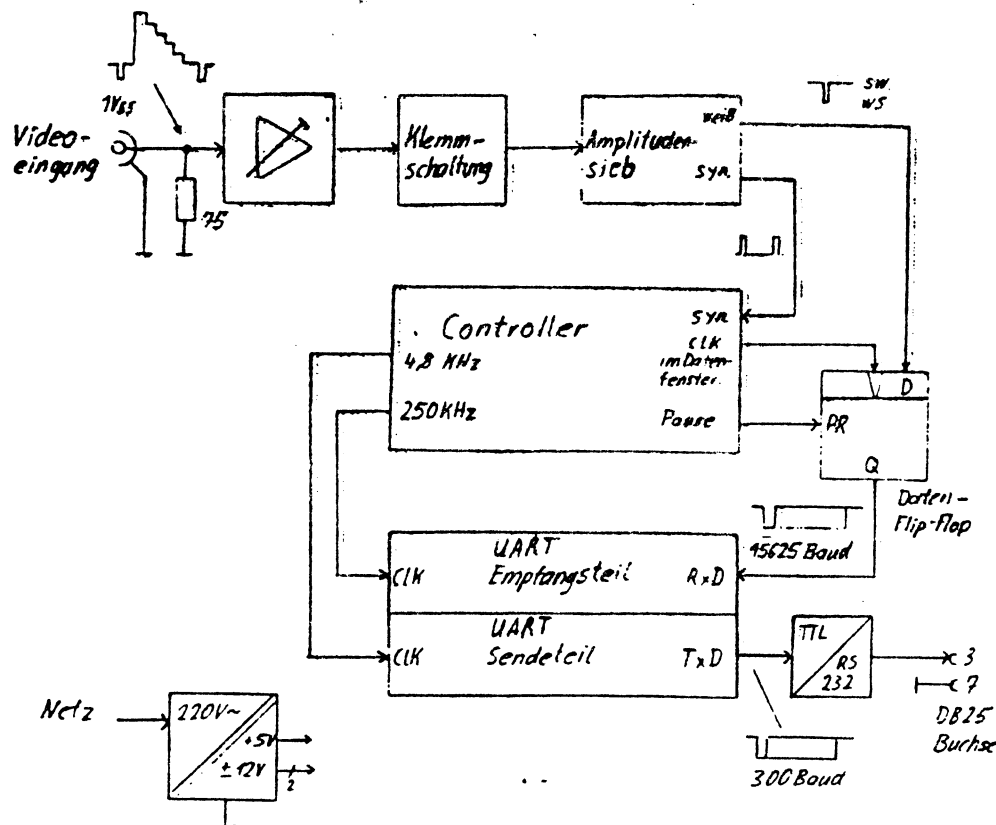 1Vss
Video-
eingang
75
Klemm-
schaltung
Amplituden-
sieb
weiß
SYN.
SW
WS
Controller
4,8 KHz
250KHz
SYN.
CLK
im Daten-
fenster.
Pause
D
PR
Q
Daten-
Flip-Flop
15625 Baud
UART
Empfangsteil
CLK
RxD
UART
Sendeteil
CLK
TxD
TTL
RS
232
3
7
DB25
Buchse
300 Baud
Netz
220V~
+5V
±12V
2